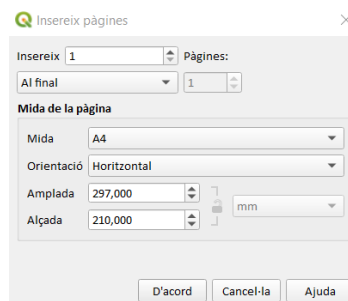 Insereix pàgines
Insereix 1 Pàgines:
Al final 1
Mida de la pàgina
Mida A4
Orientació Horitzontal
Amplada 297,000
mm
Alçada 210,000
D'acord Cancel·la Ajuda